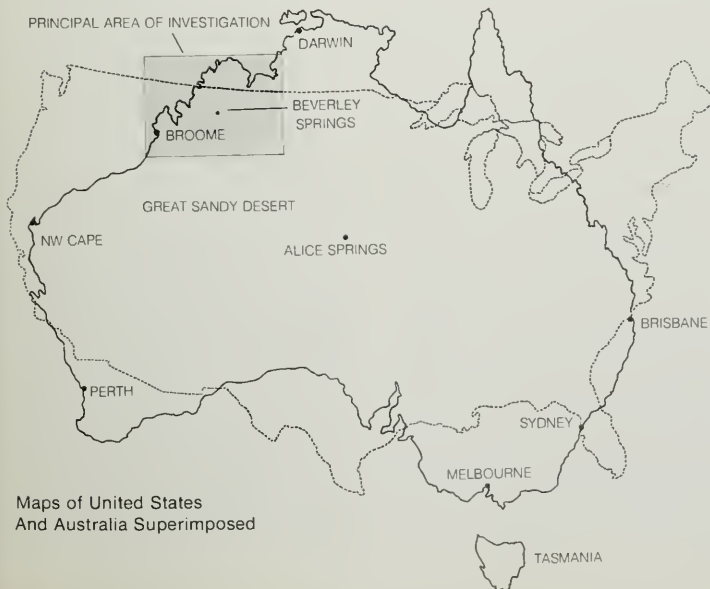 PRINCIPAL AREA OF INVESTIGATION
DARWIN
BEVERLEY
SPRINGS
BROOME
GREAT SANDY DESERT
NW CAPE
ALICE SPRINGS
BRISBANE
PERTH
SYDNEY
MELBOURNE
Maps of United States
And Australia Superimposed
TASMANIA